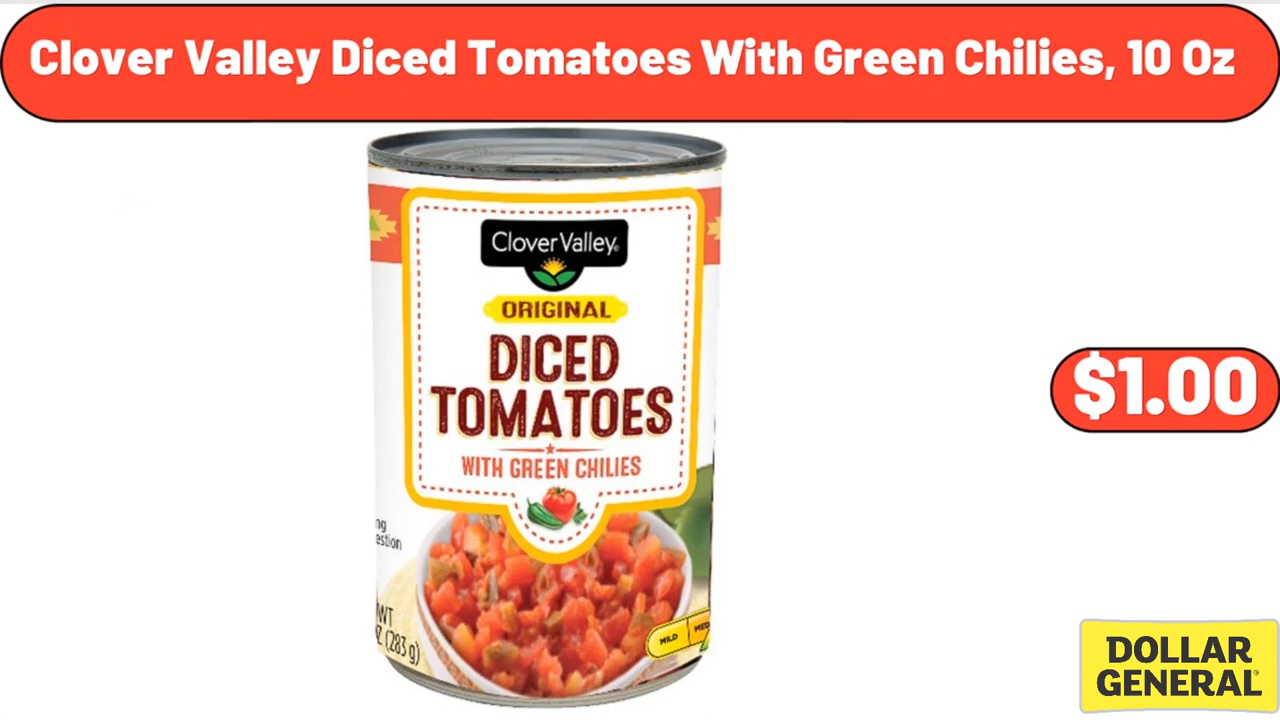 Clover Valley Diced Tomatoes With Green Chilies, 10 Oz
Clover Valley
ORIGINAL
DICED
TOMATOES
WITH GREEN CHILIES
$1.00
(283 g)
MILD
DOLLAR
GENERAL